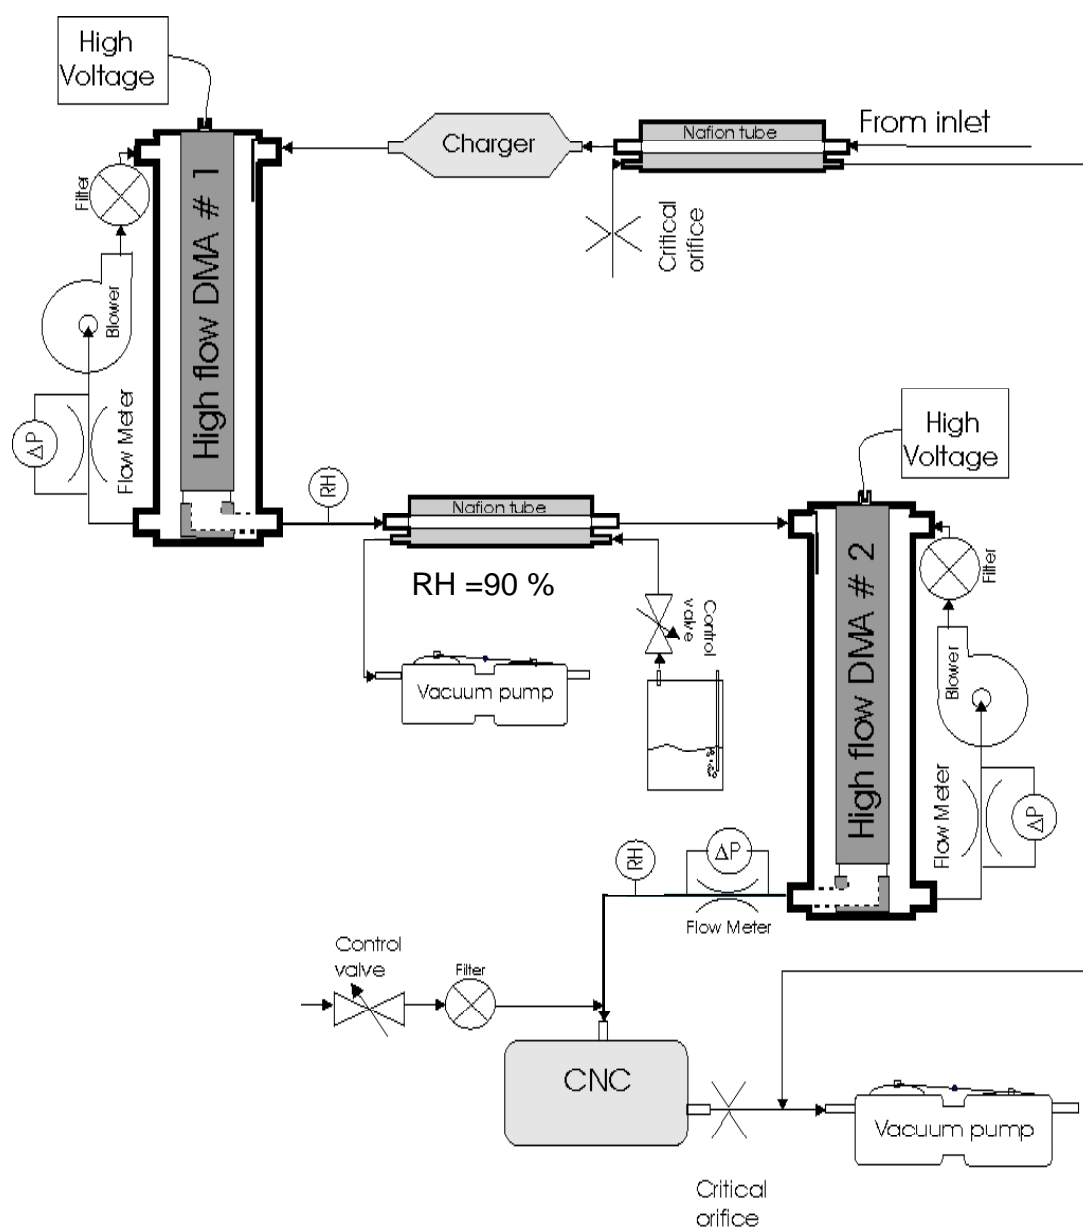 High
Voltage
Charger
Nafion tube
From inlet
Filter
Critical
orifice
Blower
High flow DMA # 1
ΔP
Flow Meter
High
Voltage
RH
Nafion tube
RH =90 %
Control
valve
Vacuum pump
High flow DMA # 2
Filter
Blower
Flow Meter
ΔP
RH
ΔP
Flow Meter
Control
valve
Filter
CNC
Vacuum pump
Critical
orifice